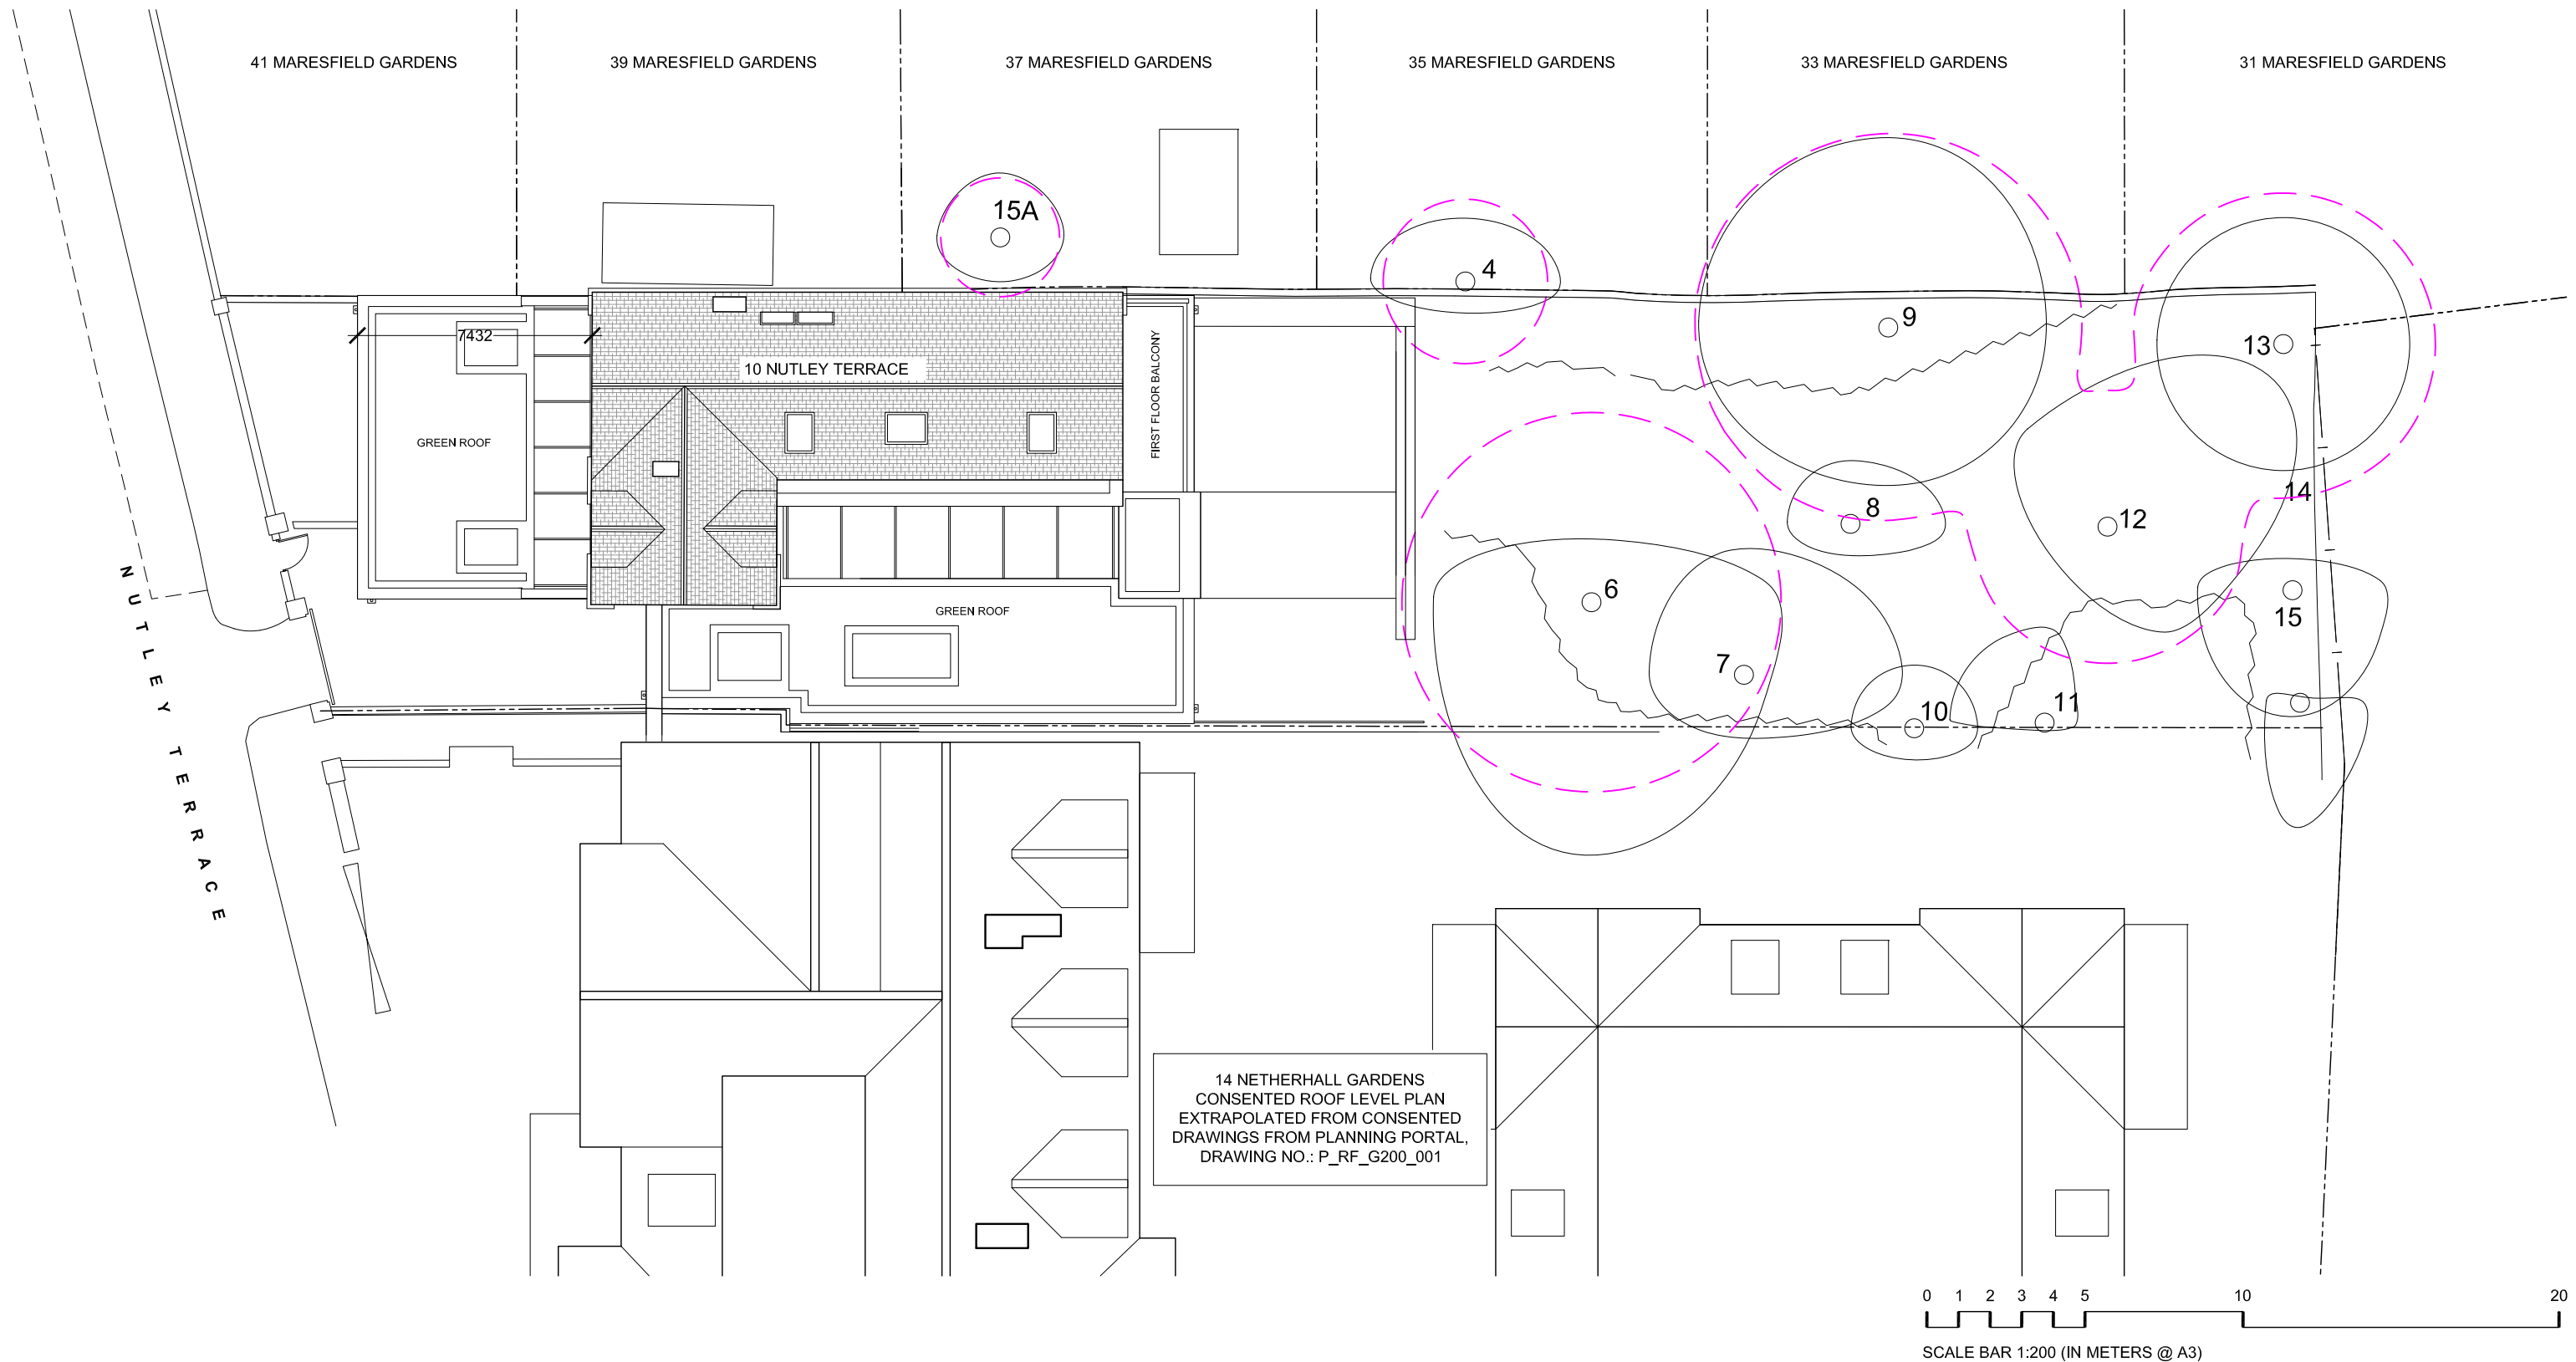 41 MARESFIELD GARDENS
39 MARESFIELD GARDENS
37 MARESFIELD GARDENS
35 MARESFIELD GARDENS
33 MARESFIELD GARDENS
31 MARESFIELD GARDENS
15A
4
9
13
7432
10 NUTLEY TERRACE
FIRST FLOOR BALCONY
GREEN ROOF
14
8
12
6
GREEN ROOF
15
7
10
11
NUTLEY TERRACE
14 NETHERHALL GARDENS
CONSENTED ROOF LEVEL PLAN
EXTRAPOLATED FROM CONSENTED
DRAWINGS FROM PLANNING PORTAL,
DRAWING NO.: P_RF_G200_001
0 1 2 3 4 5 10 20
SCALE BAR 1:200 (IN METERS @ A3)